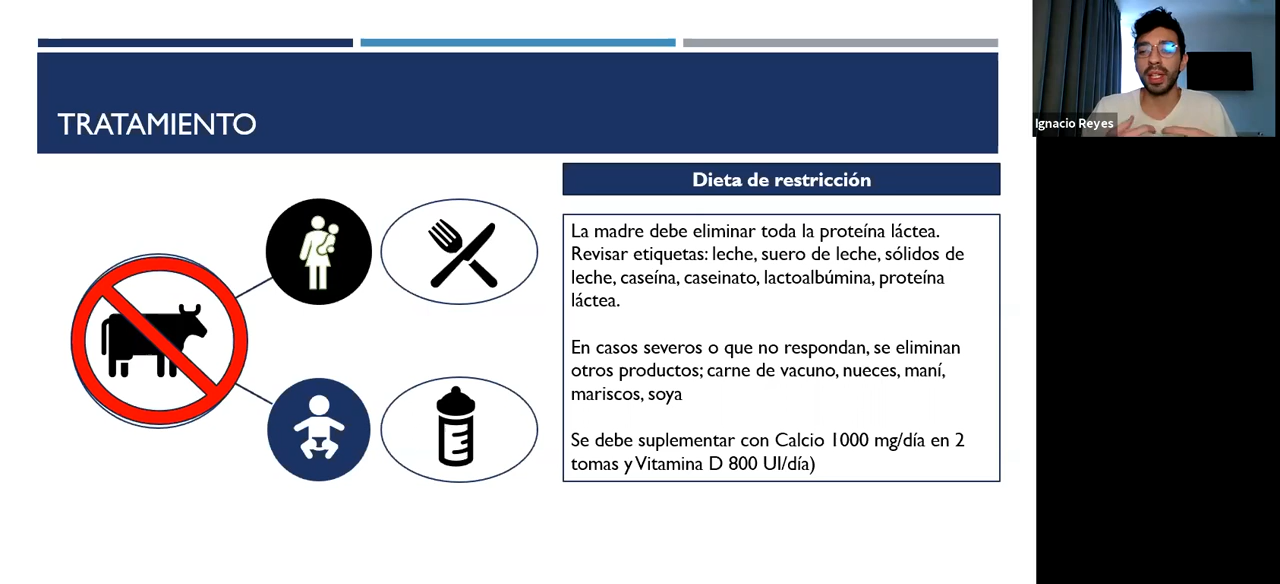 TRATAMIENTO
Ignacio Reyes
Dieta de restricción
La madre debe eliminar toda la proteína láctea.
Revisar etiquetas: leche, suero de leche, sólidos de
leche, caseína, caseinato, lactoalbúmina, proteína
láctea.
En casos severos o que no respondan, se eliminan
otros productos; carne de vacuno, nueces, maní,
mariscos, soya
Se debe suplementar con Calcio 1000 mg/día en 2
tomas y Vitamina D 800 UI/día)